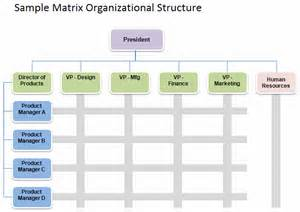 Sample Matrix Organizational Structure
President
Director of
Products
VP - Design
VP - Mfg
VP -
Finance
VP -
Marketing
Human
Resources
Product
Manager A
Product
Manager B
Product
Manager C
Product
Manager D